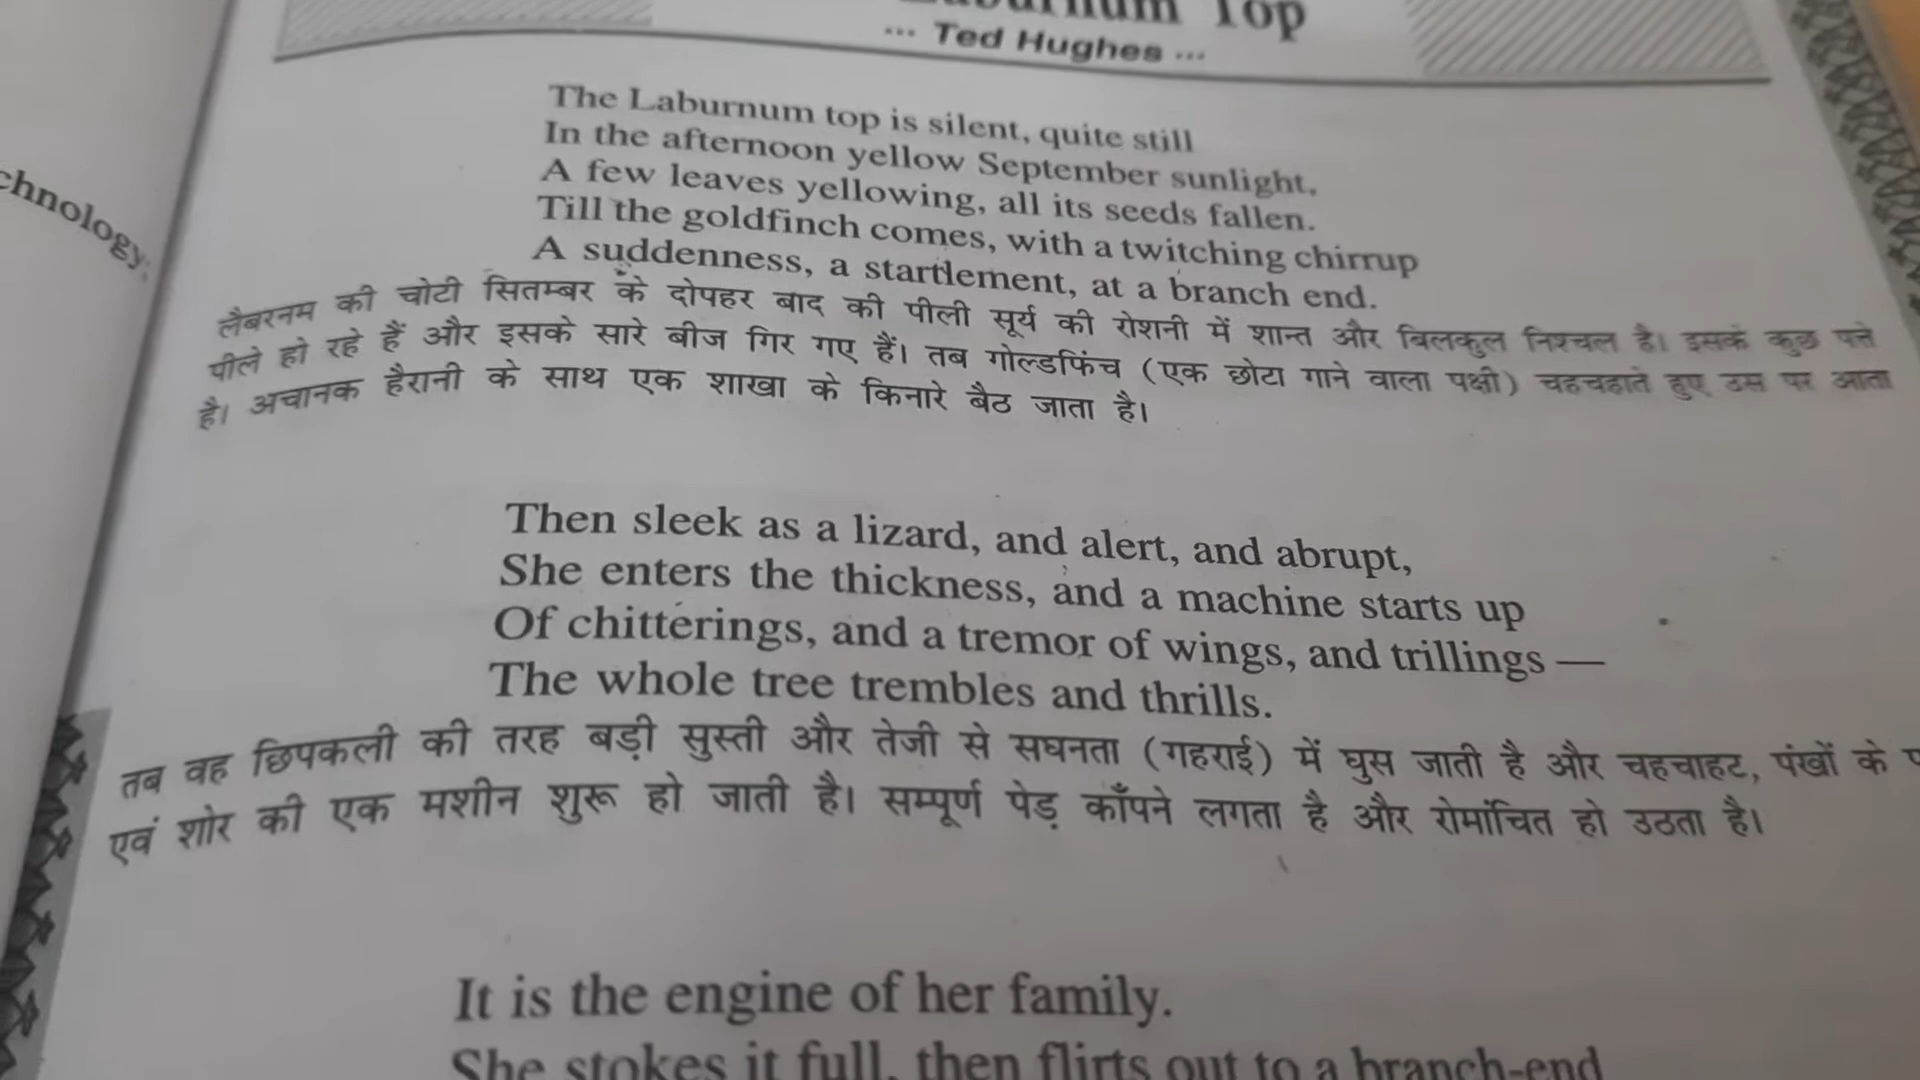 Top
... Ted Hughes ...
The Laburnum top is silent, quite still
In the afternoon yellow September sunlight,
A few leaves yellowing, all its seeds fallen.
Till the goldfinch comes, with a twitching chirrup
A suddenness, a startlement, at a branch end.
लैबरनम की चोटी सितम्बर के दोपहर बाद की पीली सूर्य की रोशनी में शान्त और बिलकुल निश्चल है। इसके कुछ पत्ते
पीले हो रहे हैं और इसके सारे बीज गिर गए हैं। तब गोल्डफिंच (एक छोटा गाने वाला पक्षी) चहचहाते हुए उस पर आता
है। अचानक हैरानी के साथ एक शाखा के किनारे बैठ जाता है।
chnology;
Then sleek as a lizard, and alert, and abrupt,
She enters the thickness, and a machine starts up
Of chitterings, and a tremor of wings, and trillings —
The whole tree trembles and thrills.
तब वह छिपकली की तरह बड़ी सुस्ती और तेजी से सघनता (गहराई) में घुस जाती है और चहचाहट, पंखों के
एवं शोर की एक मशीन शुरू हो जाती है। सम्पूर्ण पेड़ काँपने लगता है और रोमांचित हो उठता है।
It is the engine of her family.
She stokes it full, then flirts out to a branch-end